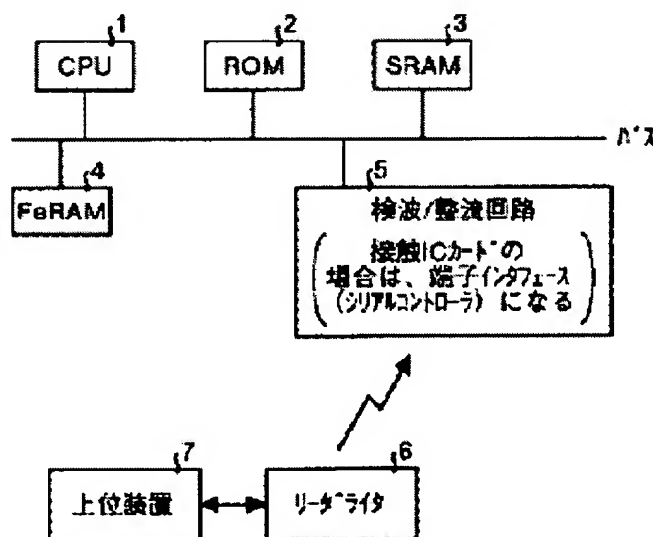 1
2
3
CPU
ROM
SRAM
バス
4
5
FeRAM
検波/整流回路
接触ICカードの
場合は、端子インタフェース
(シリアルコントローラ)になる
7
6
上位装置
リーダライタ